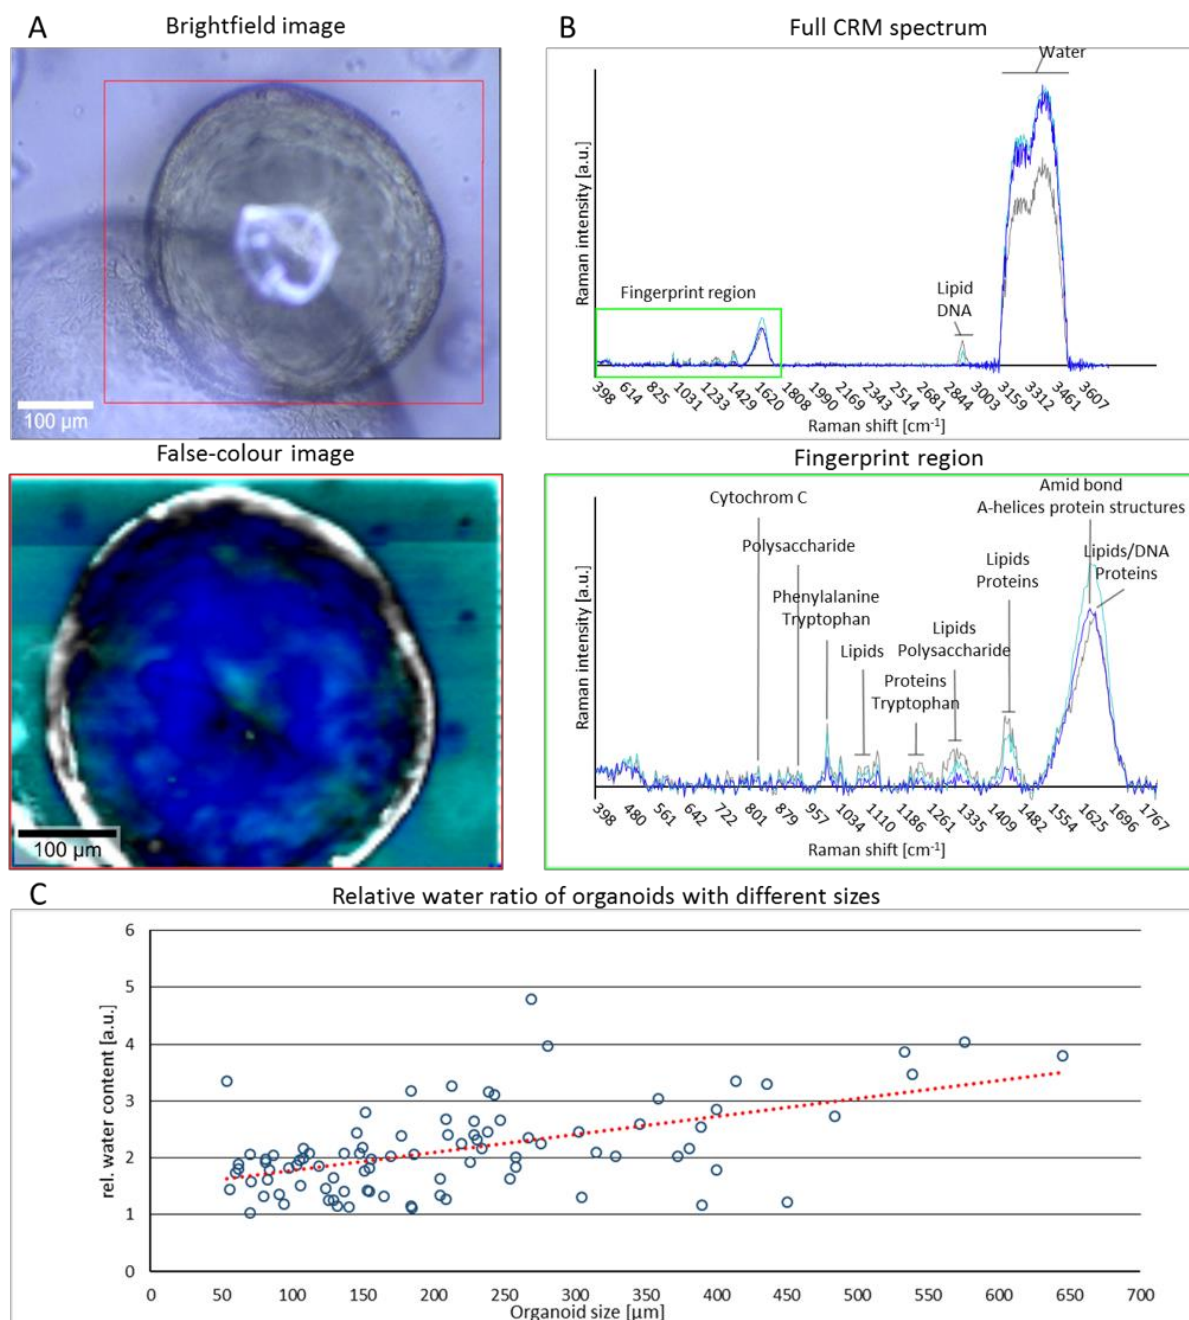 A
Brightfield image
100 µm
False-colour image
100 µm
B
Full CRM spectrum
Water
Raman intensity [a.u.]
Fingerprint region
Lipid
DNA
398 614 825 1031 1233 1429 1620 1808 1990 2169 2343 2514 2681 2844 3003 3159 3312 3461 3607
Raman shift [cm-1]
Fingerprint region
Amid bond
A-helices protein structures
Cytochrom C
Polysaccharide
Lipids/DNA
Proteins
Lipids
Proteins
Phenylalanine
Tryptophan
Lipids
Polysaccharide
Lipids
Proteins
Tryptophan
Raman intensity [a.u.]
398 480 561 642 722 801 879 957 1034 1110 1186 1261 1335 1409 1482 1554 1625 1696 1767
Raman shift [cm-1]
C
Relative water ratio of organoids with different sizes
rel. water content [a.u.]
6
5
4
3
2
1
0
0 50 100 150 200 250 300 350 400 450 500 550 600 650 700
Organoid size [µm]